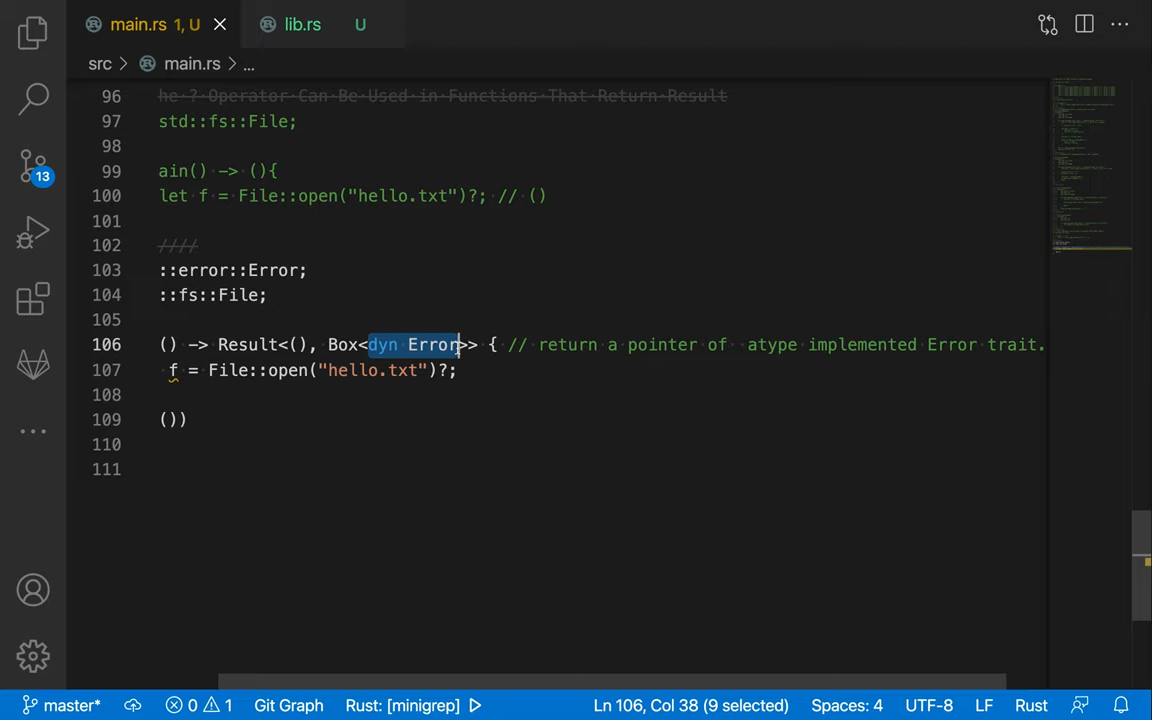 main.rs 1, U
lib.rs U
src > main.rs > ...
96 he ? Operator Can Be Used in Functions That Return Result
97 std::fs::File;
98
99 ain() -> (){
100 let f = File::open("hello.txt")?; // ()
101
102 ////
103 ::error::Error;
104 ::fs::File;
105
106 () -> Result<(), Box<dyn Error>> { // return a pointer of  atype implemented Error trait.
107 f = File::open("hello.txt")?;
108
109 ())
110
111
13
master* 0 1 Git Graph Rust: [minigrep] Ln 106, Col 38 (9 selected) Spaces: 4 UTF-8 LF Rust